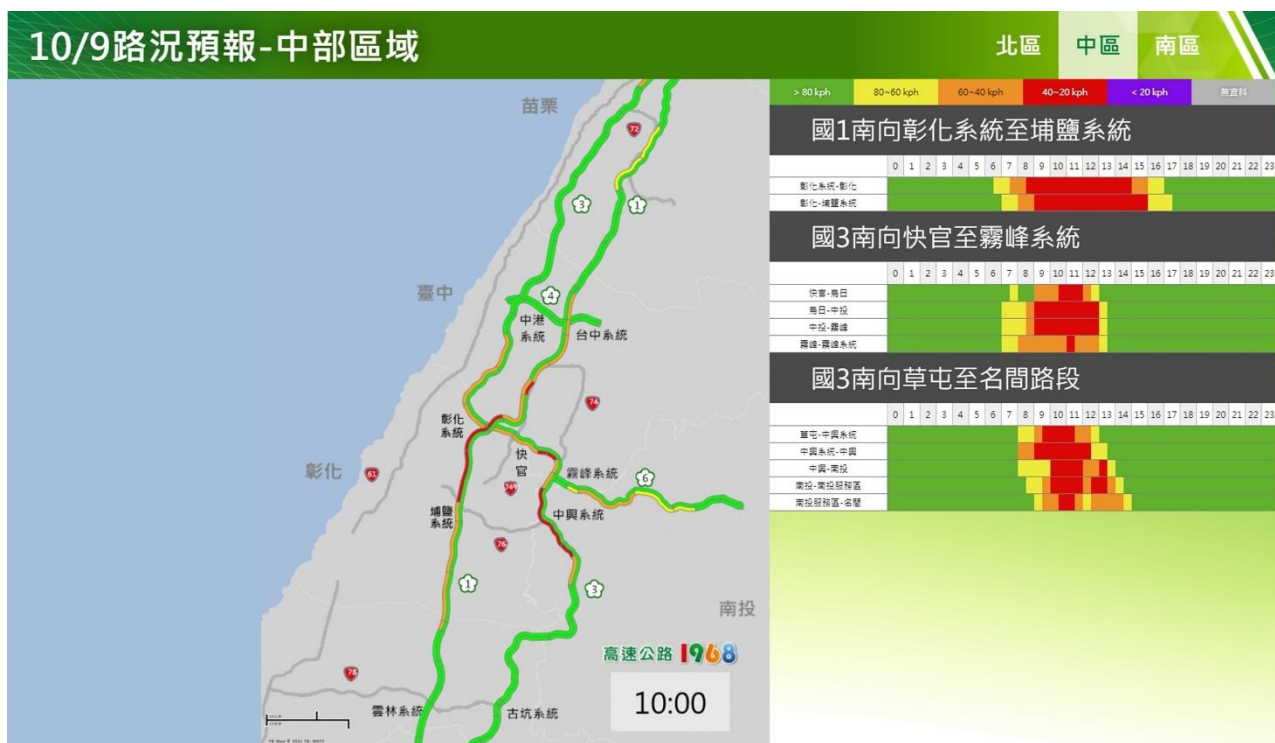 10/9路況預報-中部區域
北區 中區 南區
> 80 kph 80~60 kph 60~40 kph 40~20 kph < 20 kph 無資料
國1南向彰化系統至埔鹽系統
0 1 2 3 4 5 6 7 8 9 10 11 12 13 14 15 16 17 18 19 20 21 22 23
彰化系統-彰化
彰化-埔鹽系統
國3南向快官至霧峰系統
0 1 2 3 4 5 6 7 8 9 10 11 12 13 14 15 16 17 18 19 20 21 22 23
快官-烏日
烏日-中投
中投-霧峰
霧峰-霧峰系統
國3南向草屯至名間路段
0 1 2 3 4 5 6 7 8 9 10 11 12 13 14 15 16 17 18 19 20 21 22 23
草屯-中興系統
中興系統-中興
中興-南投
南投-南投服務區
南投服務區-名間
苗栗
72
3
1
臺中
4
中港
系統
台中系統
74
彰化
系統
快
官
彰化
61
霧峰系統
6
埔鹽
系統
中興系統
76
1
3
南投
高速公路1968
78
10:00
雲林系統
古坑系統